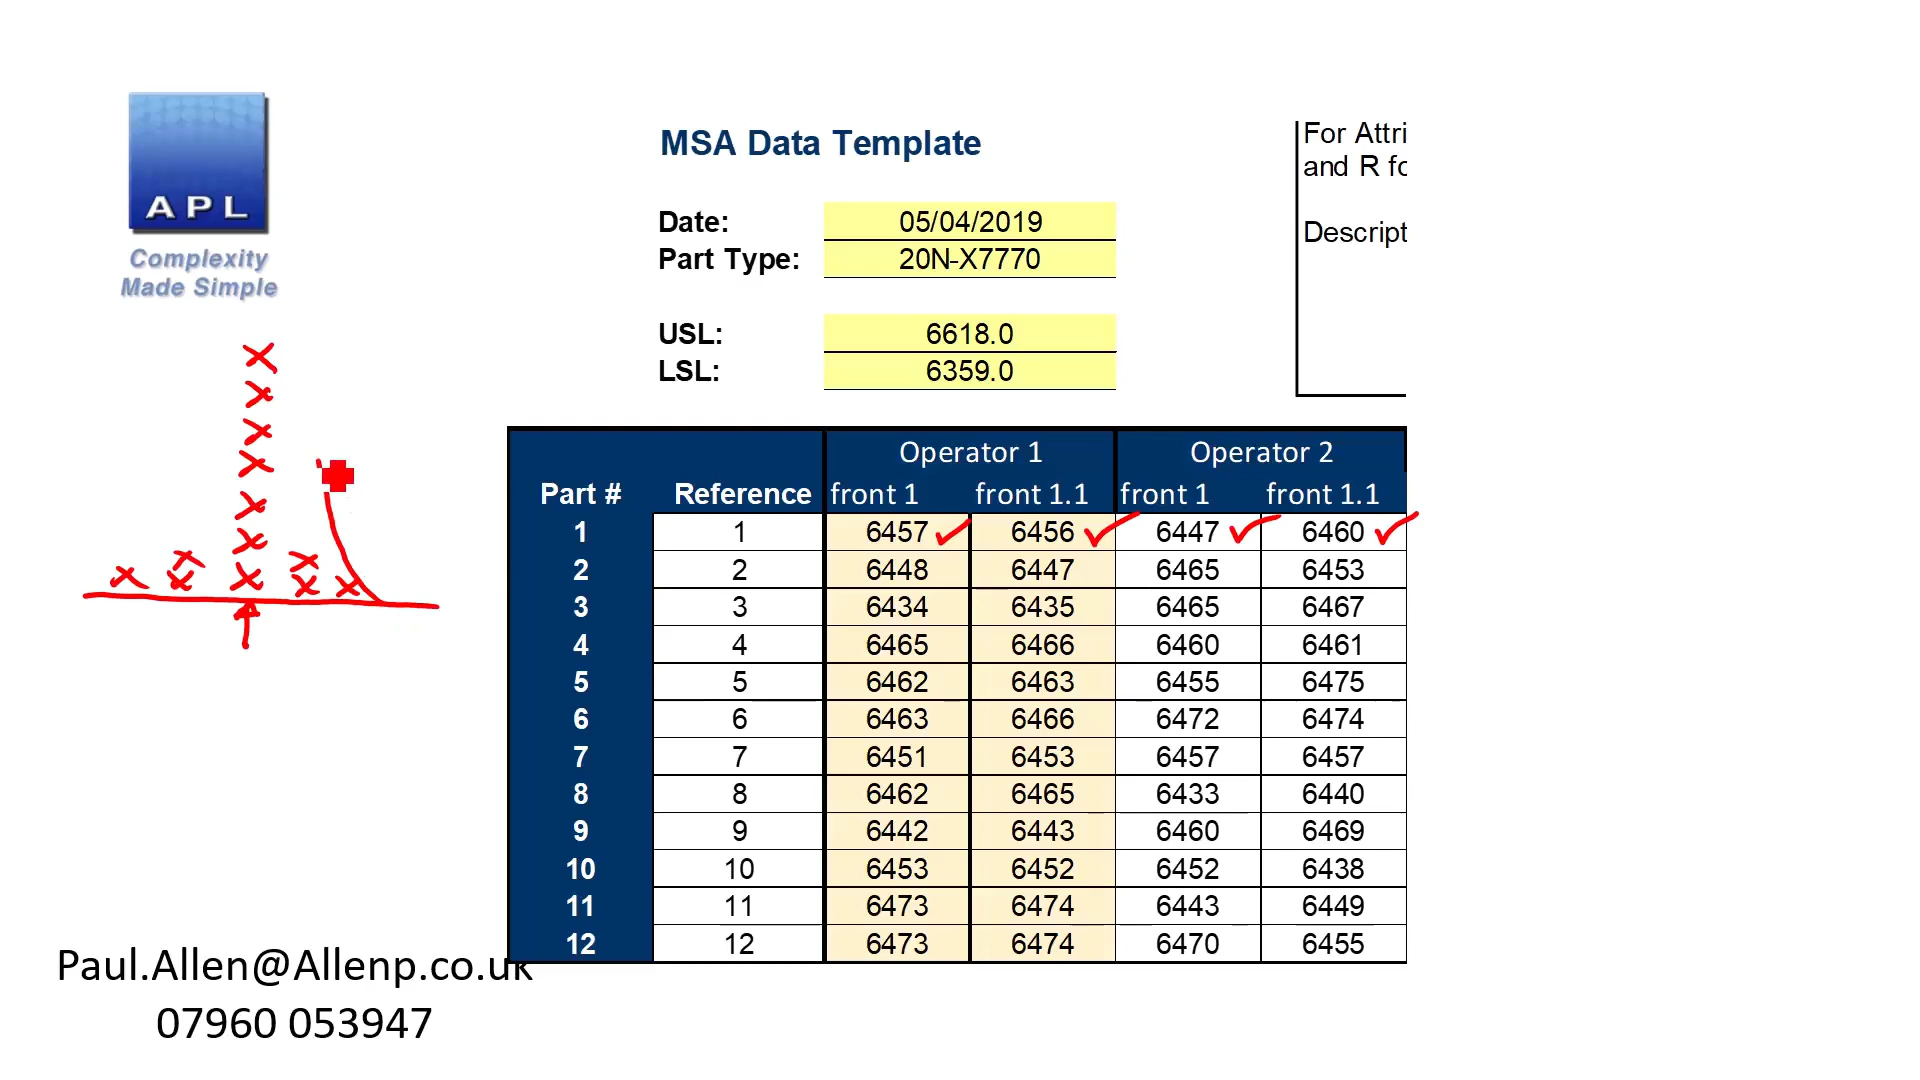 APL
Complexity
Made Simple
MSA Data Template
For Attri
and R fo
Descript
Date: 05/04/2019
Part Type: 20N-X7770
USL: 6618.0
LSL: 6359.0
Operator 1 Operator 2
Part # Reference front 1 front 1.1 front 1 front 1.1
1 1 6457 6456 6447 6460
2 2 6448 6447 6465 6453
3 3 6434 6435 6465 6467
4 4 6465 6466 6460 6461
5 5 6462 6463 6455 6475
6 6 6463 6466 6472 6474
7 7 6451 6453 6457 6457
8 8 6462 6465 6433 6440
9 9 6442 6443 6460 6469
10 10 6453 6452 6452 6438
11 11 6473 6474 6443 6449
12 12 6473 6474 6470 6455
Paul.Allen@Allenp.co.uk
07960 053947